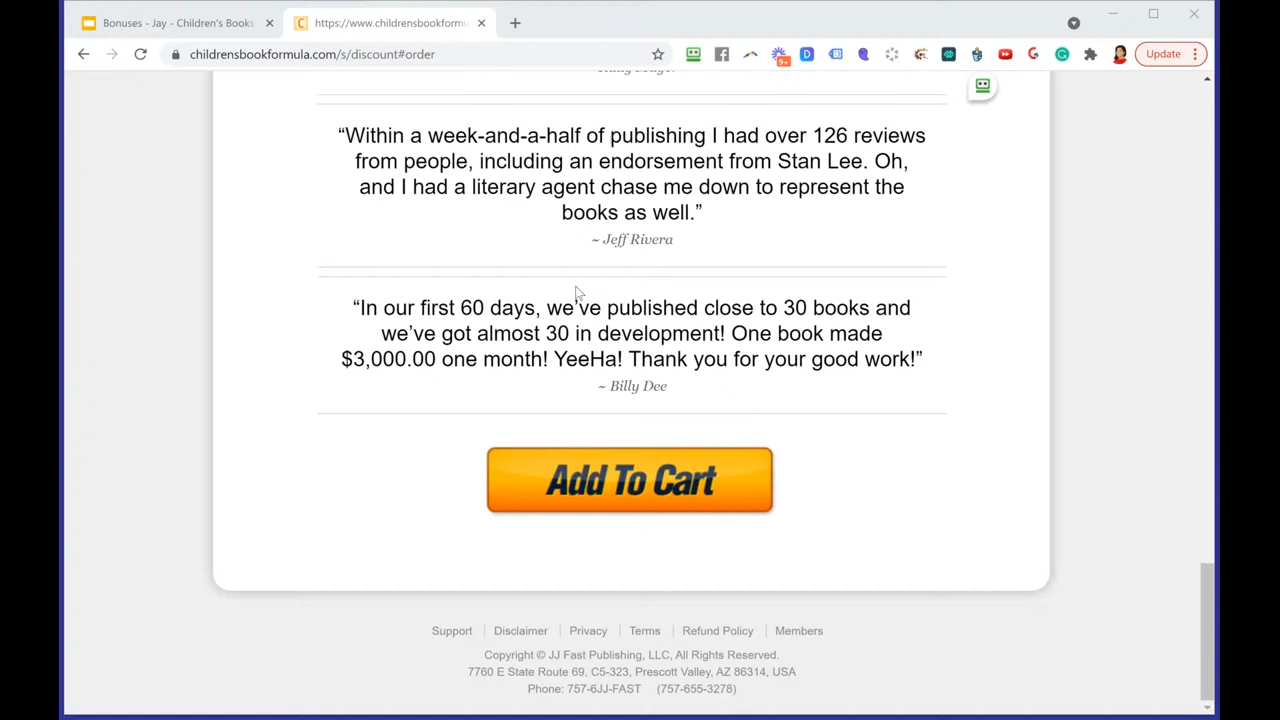 Bonuses - Jay - Children's Books
https://www.childrensbookformu
childrensbookformula.com/s/discount#order
9+
Update
“Within a week-and-a-half of publishing I had over 126 reviews
from people, including an endorsement from Stan Lee. Oh,
and I had a literary agent chase me down to represent the
books as well.”
~ Jeff Rivera
“In our first 60 days, we’ve published close to 30 books and
we’ve got almost 30 in development! One book made
$3,000.00 one month! YeeHa! Thank you for your good work!”
~ Billy Dee
Add To Cart
Support Disclaimer Privacy Terms Refund Policy Members
Copyright © JJ Fast Publishing, LLC, All Rights Reserved.
7760 E State Route 69, C5-323, Prescott Valley, AZ 86314, USA
Phone: 757-6JJ-FAST (757-655-3278)